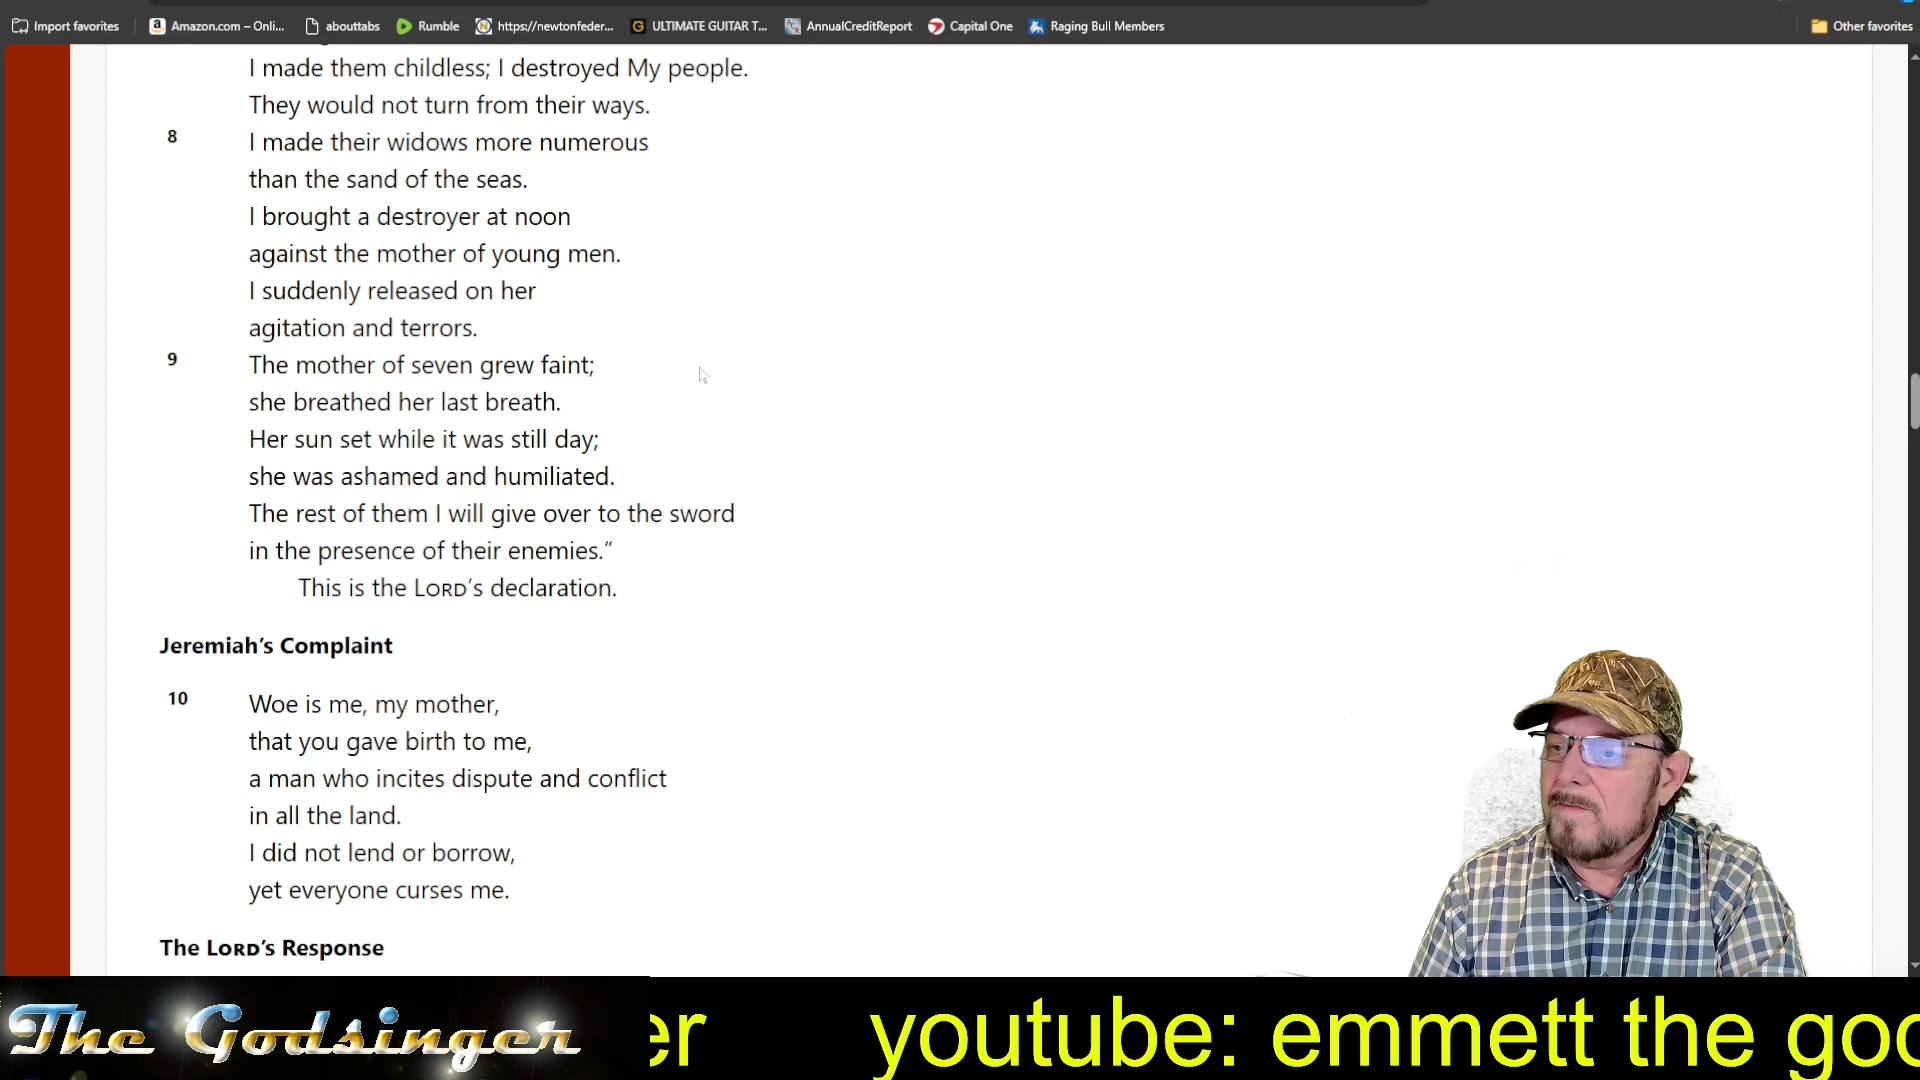 Import favorites
Amazon.com – Onli...
abouttabs
Rumble
https://newtonfeder...
ULTIMATE GUITAR T...
AnnualCreditReport
Capital One
Raging Bull Members
Other favorites
I made them childless; I destroyed My people.
They would not turn from their ways.
8 I made their widows more numerous
than the sand of the seas.
I brought a destroyer at noon
against the mother of young men.
I suddenly released on her
agitation and terrors.
9 The mother of seven grew faint;
she breathed her last breath.
Her sun set while it was still day;
she was ashamed and humiliated.
The rest of them I will give over to the sword
in the presence of their enemies.”
This is the LORD’s declaration.
Jeremiah’s Complaint
10 Woe is me, my mother,
that you gave birth to me,
a man who incites dispute and conflict
in all the land.
I did not lend or borrow,
yet everyone curses me.
The LORD’s Response
The Godsinger
er youtube: emmett the god